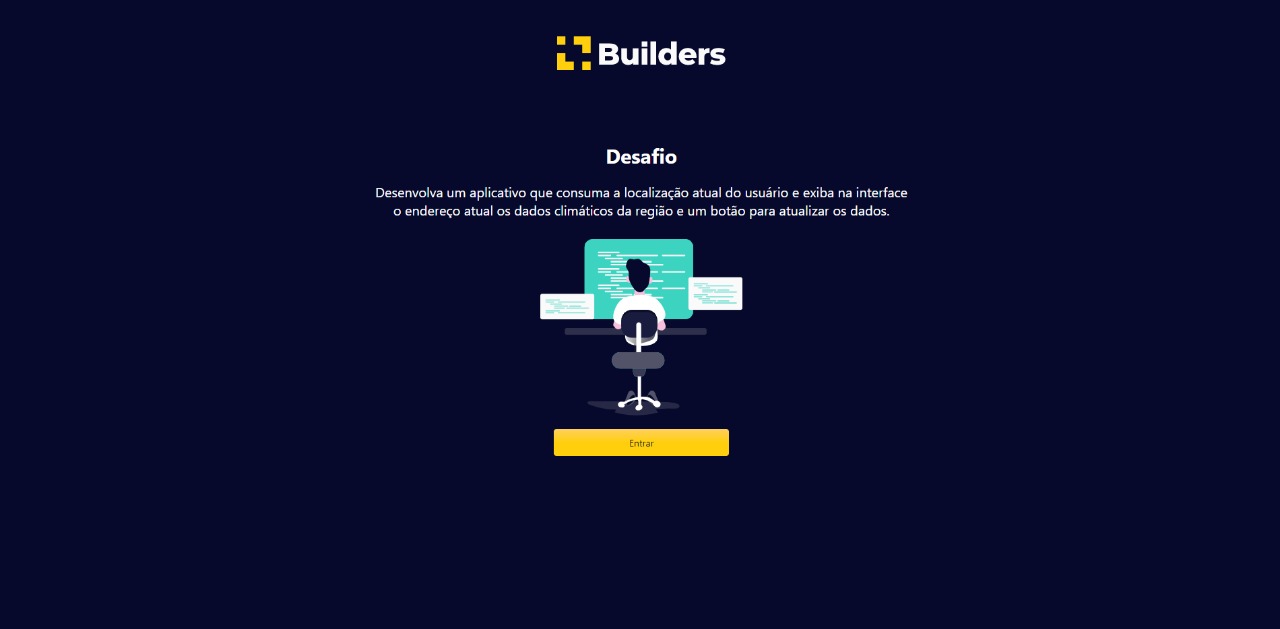 Builders
Desafio
Desenvolva um aplicativo que consuma a localização atual do usuário e exiba na interface
o endereço atual os dados climáticos da região e um botão para atualizar os dados.
Entrar